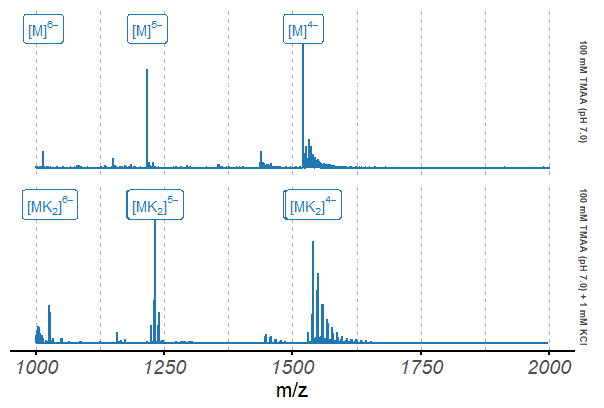 [M]⁶⁻ [M]⁵⁻ [M]⁴⁻
100 mM TMAA (pH 7.0)
[MK₂]⁶⁻ [MK₂]⁵⁻ [MK₂]⁴⁻
100 mM TMAA (pH 7.0) + 1 mM KCl
1000 1250 1500 1750 2000
m/z